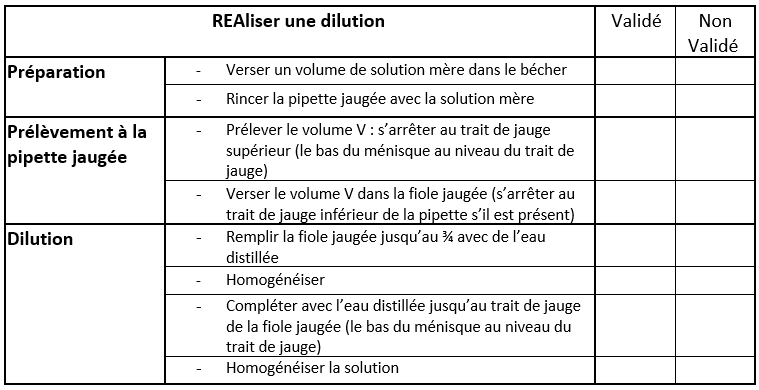 REAliser une dilution
Validé
Non
Validé
Préparation
- Verser un volume de solution mère dans le bécher
- Rincer la pipette jaugée avec la solution mère
Prélèvement à la
pipette jaugée
- Prélever le volume V : s’arrêter au trait de jauge
supérieur (le bas du ménisque au niveau du trait de
jauge)
- Verser le volume V dans la fiole jaugée (s’arrêter au
trait de jauge inférieur de la pipette s’il est présent)
Dilution
- Remplir la fiole jaugée jusqu’au ¾ avec de l’eau
distillée
- Homogénéiser
- Compléter avec l’eau distillée jusqu’au trait de jauge
de la fiole jaugée (le bas du ménisque au niveau du
trait de jauge)
- Homogénéiser la solution